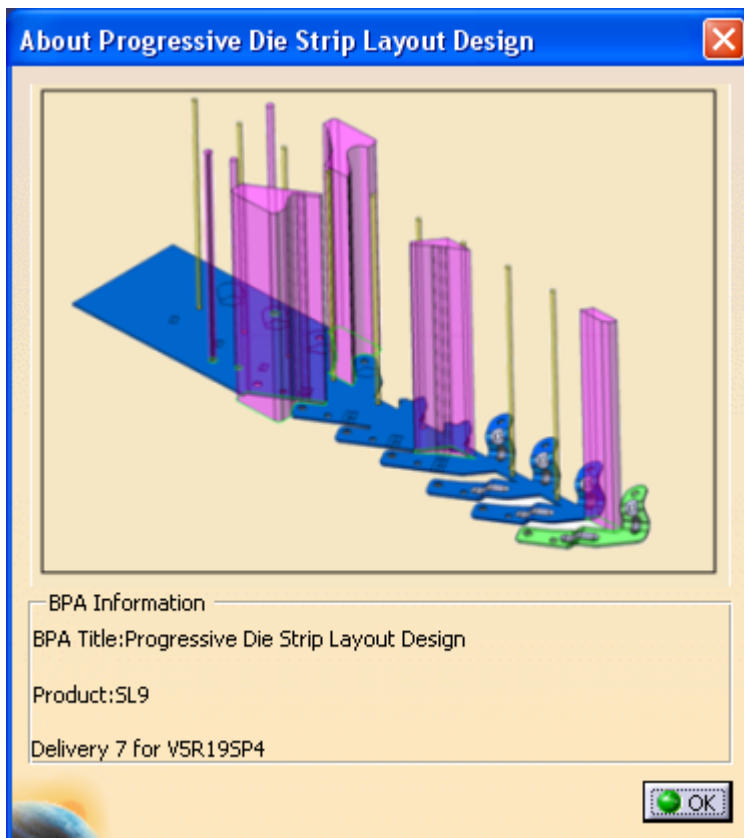 About Progressive Die Strip Layout Design
BPA Information
BPA Title:Progressive Die Strip Layout Design
Product:SL9
Delivery 7 for V5R19SP4
OK